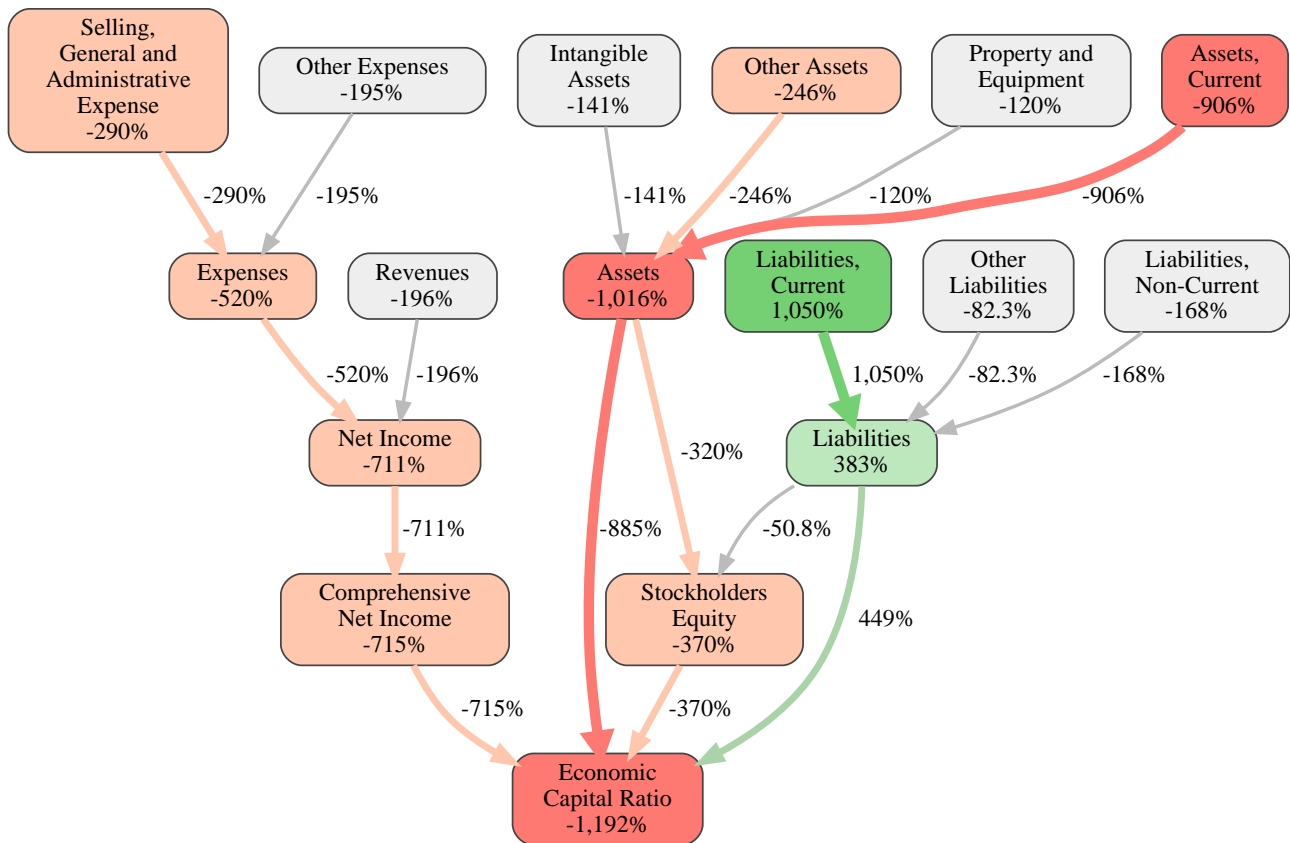 Selling,
General and
Administrative
Expense
-290%
Other Expenses
-195%
Intangible
Assets
-141%
Other Assets
-246%
Property and
Equipment
-120%
Assets,
Current
-906%
-290%
-195%
-141%
-246%
-120%
-906%
Expenses
-520%
Revenues
-196%
Assets
-1,016%
Liabilities,
Current
1,050%
Other
Liabilities
-82.3%
Liabilities,
Non-Current
-168%
-520%
-196%
1,050%
-82.3%
-168%
Net Income
-711%
-320%
Liabilities
383%
-711%
-885%
-50.8%
Comprehensive
Net Income
-715%
Stockholders
Equity
-370%
449%
-715%
-370%
Economic
Capital Ratio
-1,192%